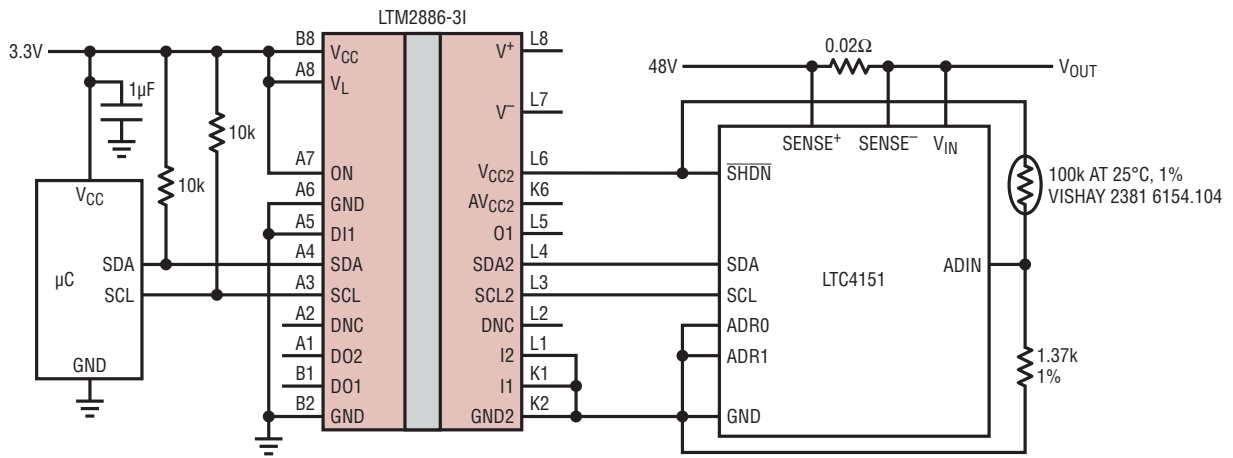 LTM2886-3I
3.3V
1µF
10k
10k
VCC
µC
SDA
SCL
GND
B8
A8
A7
A6
A5
A4
A3
A2
A1
B1
B2
VCC
VL
ON
GND
DI1
SDA
SCL
DNC
DO2
DO1
GND
V+
V–
VCC2
AVCC2
O1
SDA2
SCL2
DNC
I2
I1
GND2
L8
L7
L6
K6
L5
L4
L3
L2
L1
K1
K2
48V
0.02Ω
VOUT
SENSE+ SENSE– VIN
SHDN
SDA
SCL
ADR0
ADR1
GND
LTC4151
ADIN
100k AT 25°C, 1%
VISHAY 2381 6154.104
1.37k
1%